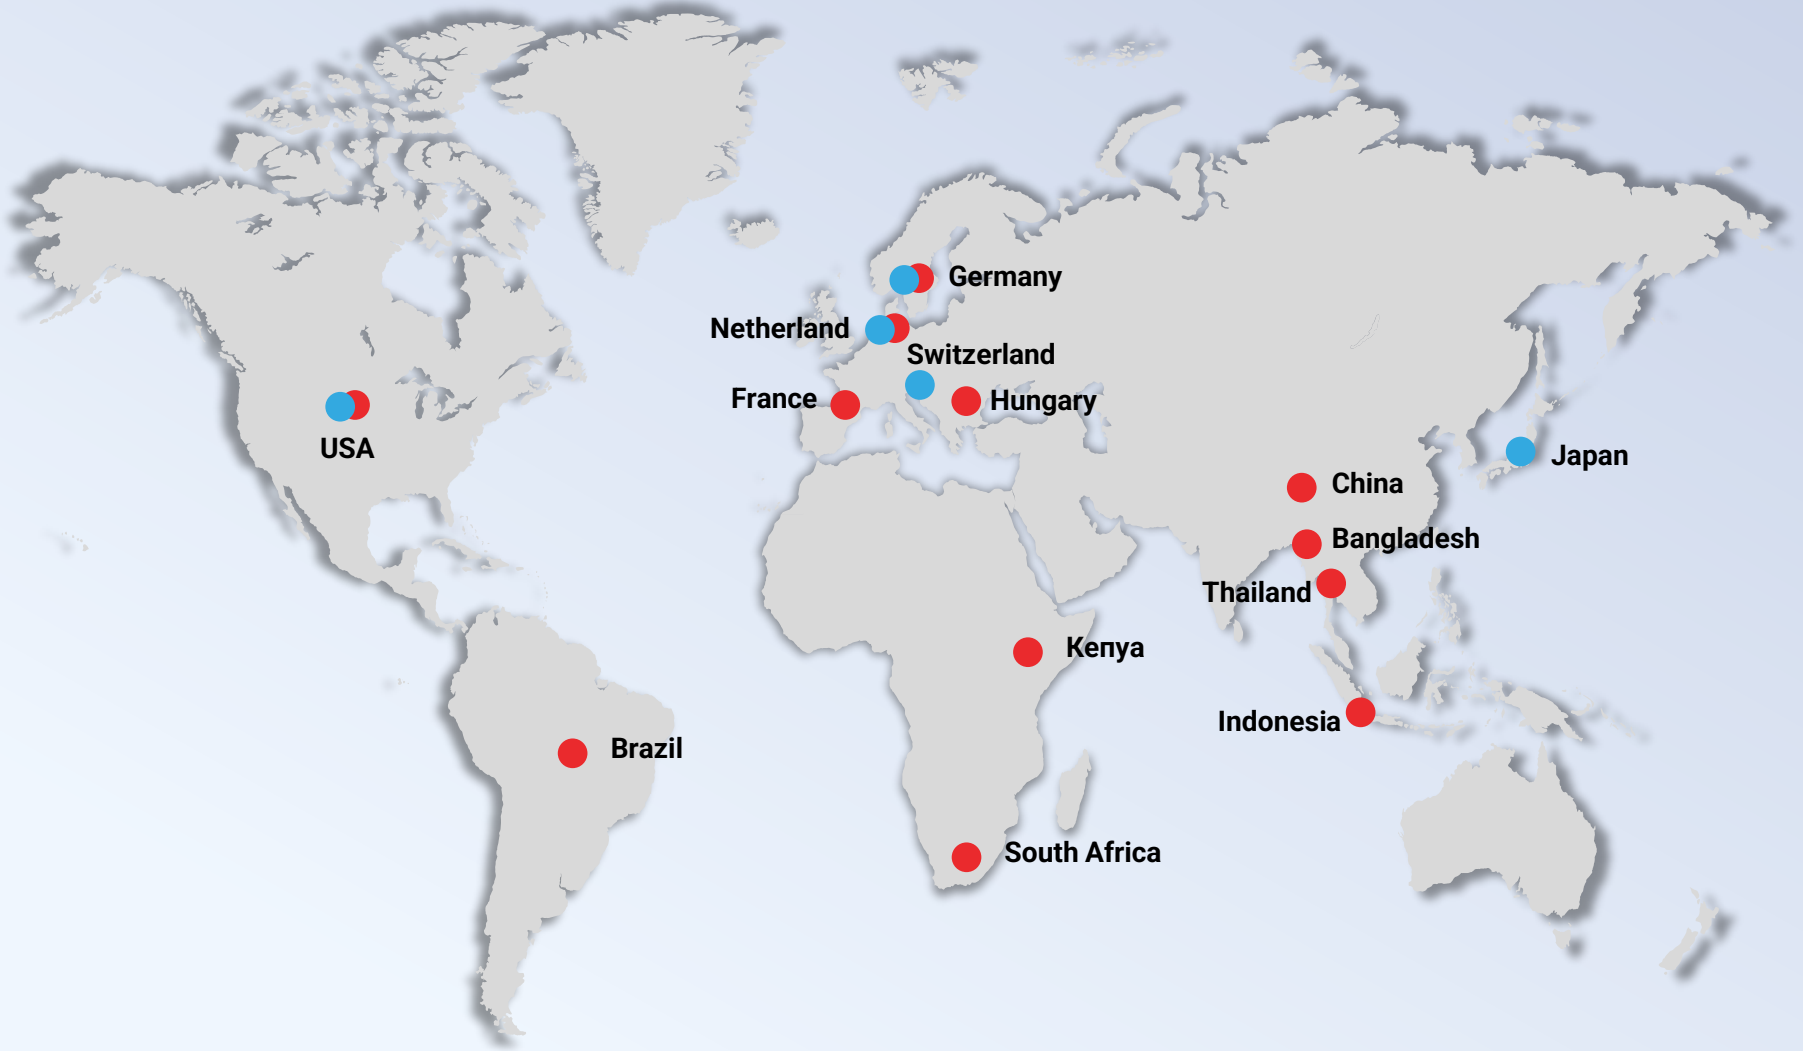 Germany
Netherland
Switzerland
France
Hungary
USA
Japan
China
Bangladesh
Thailand
Kenya
Indonesia
Brazil
South Africa